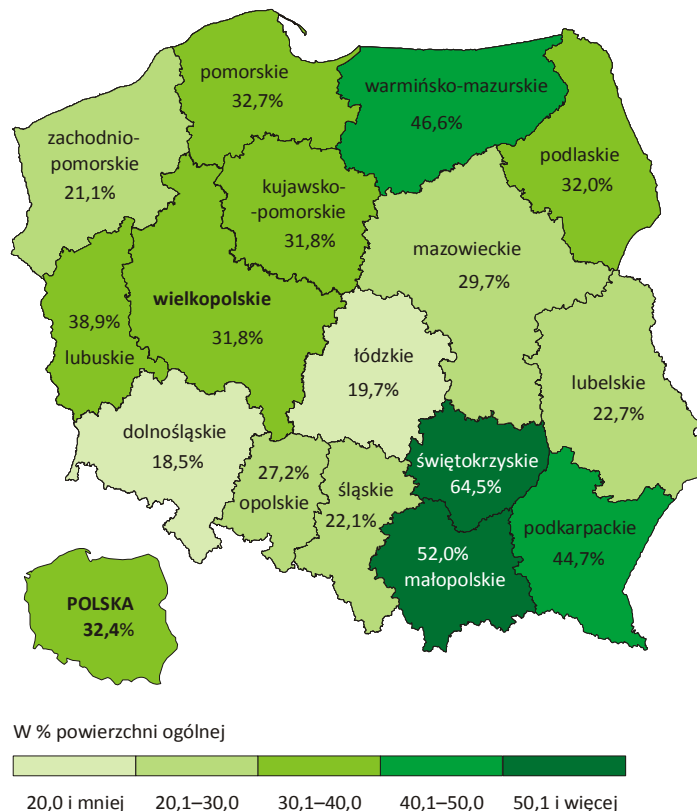 pomorskie
32,7%
warmińsko-mazurskie
46,6%
zachodnio-
pomorskie
21,1%
podlaskie
32,0%
kujawsko-
-pomorskie
31,8%
mazowieckie
29,7%
wielkopolskie
31,8%
38,9%
lubuskie
łódzkie
19,7%
lubelskie
22,7%
dolnośląskie
18,5%
27,2%
opolskie
śląskie
22,1%
świętokrzyskie
64,5%
podkarpackie
44,7%
52,0%
małopolskie
POLSKA
32,4%
W % powierzchni ogólnej
20,0 i mniej 20,1–30,0 30,1–40,0 40,1–50,0 50,1 i więcej